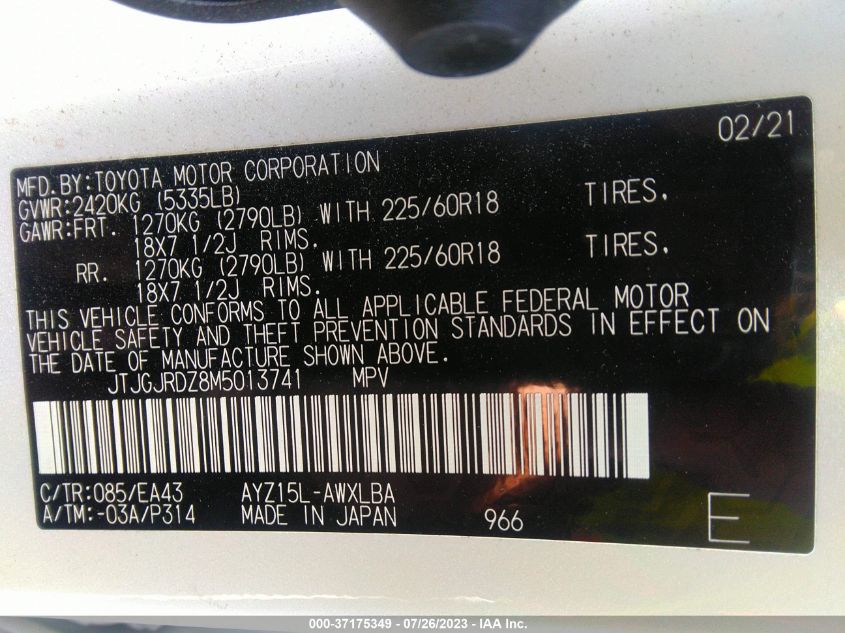 02/21
MFD.BY:TOYOTA MOTOR CORPORATION
GVWR:2420KG (5335LB)
GAWR:FRT. 1270KG (2790LB) WITH 225/60R18 TIRES.
18X7 1/2J RIMS.
RR. 1270KG (2790LB) WITH 225/60R18 TIRES.
18X7 1/2J RIMS.
THIS VEHICLE CONFORMS TO ALL APPLICABLE FEDERAL MOTOR
VEHICLE SAFETY AND THEFT PREVENTION STANDARDS IN EFFECT ON
THE DATE OF MANUFACTURE SHOWN ABOVE.
JTJGJRDZ8M5013741 MPV
C/TR:085/EA43 AYZ15L-AWXLBA
A/TM:-03A/P314 MADE IN JAPAN 966 E
000-37175349 - 07/26/2023 - IAA Inc.